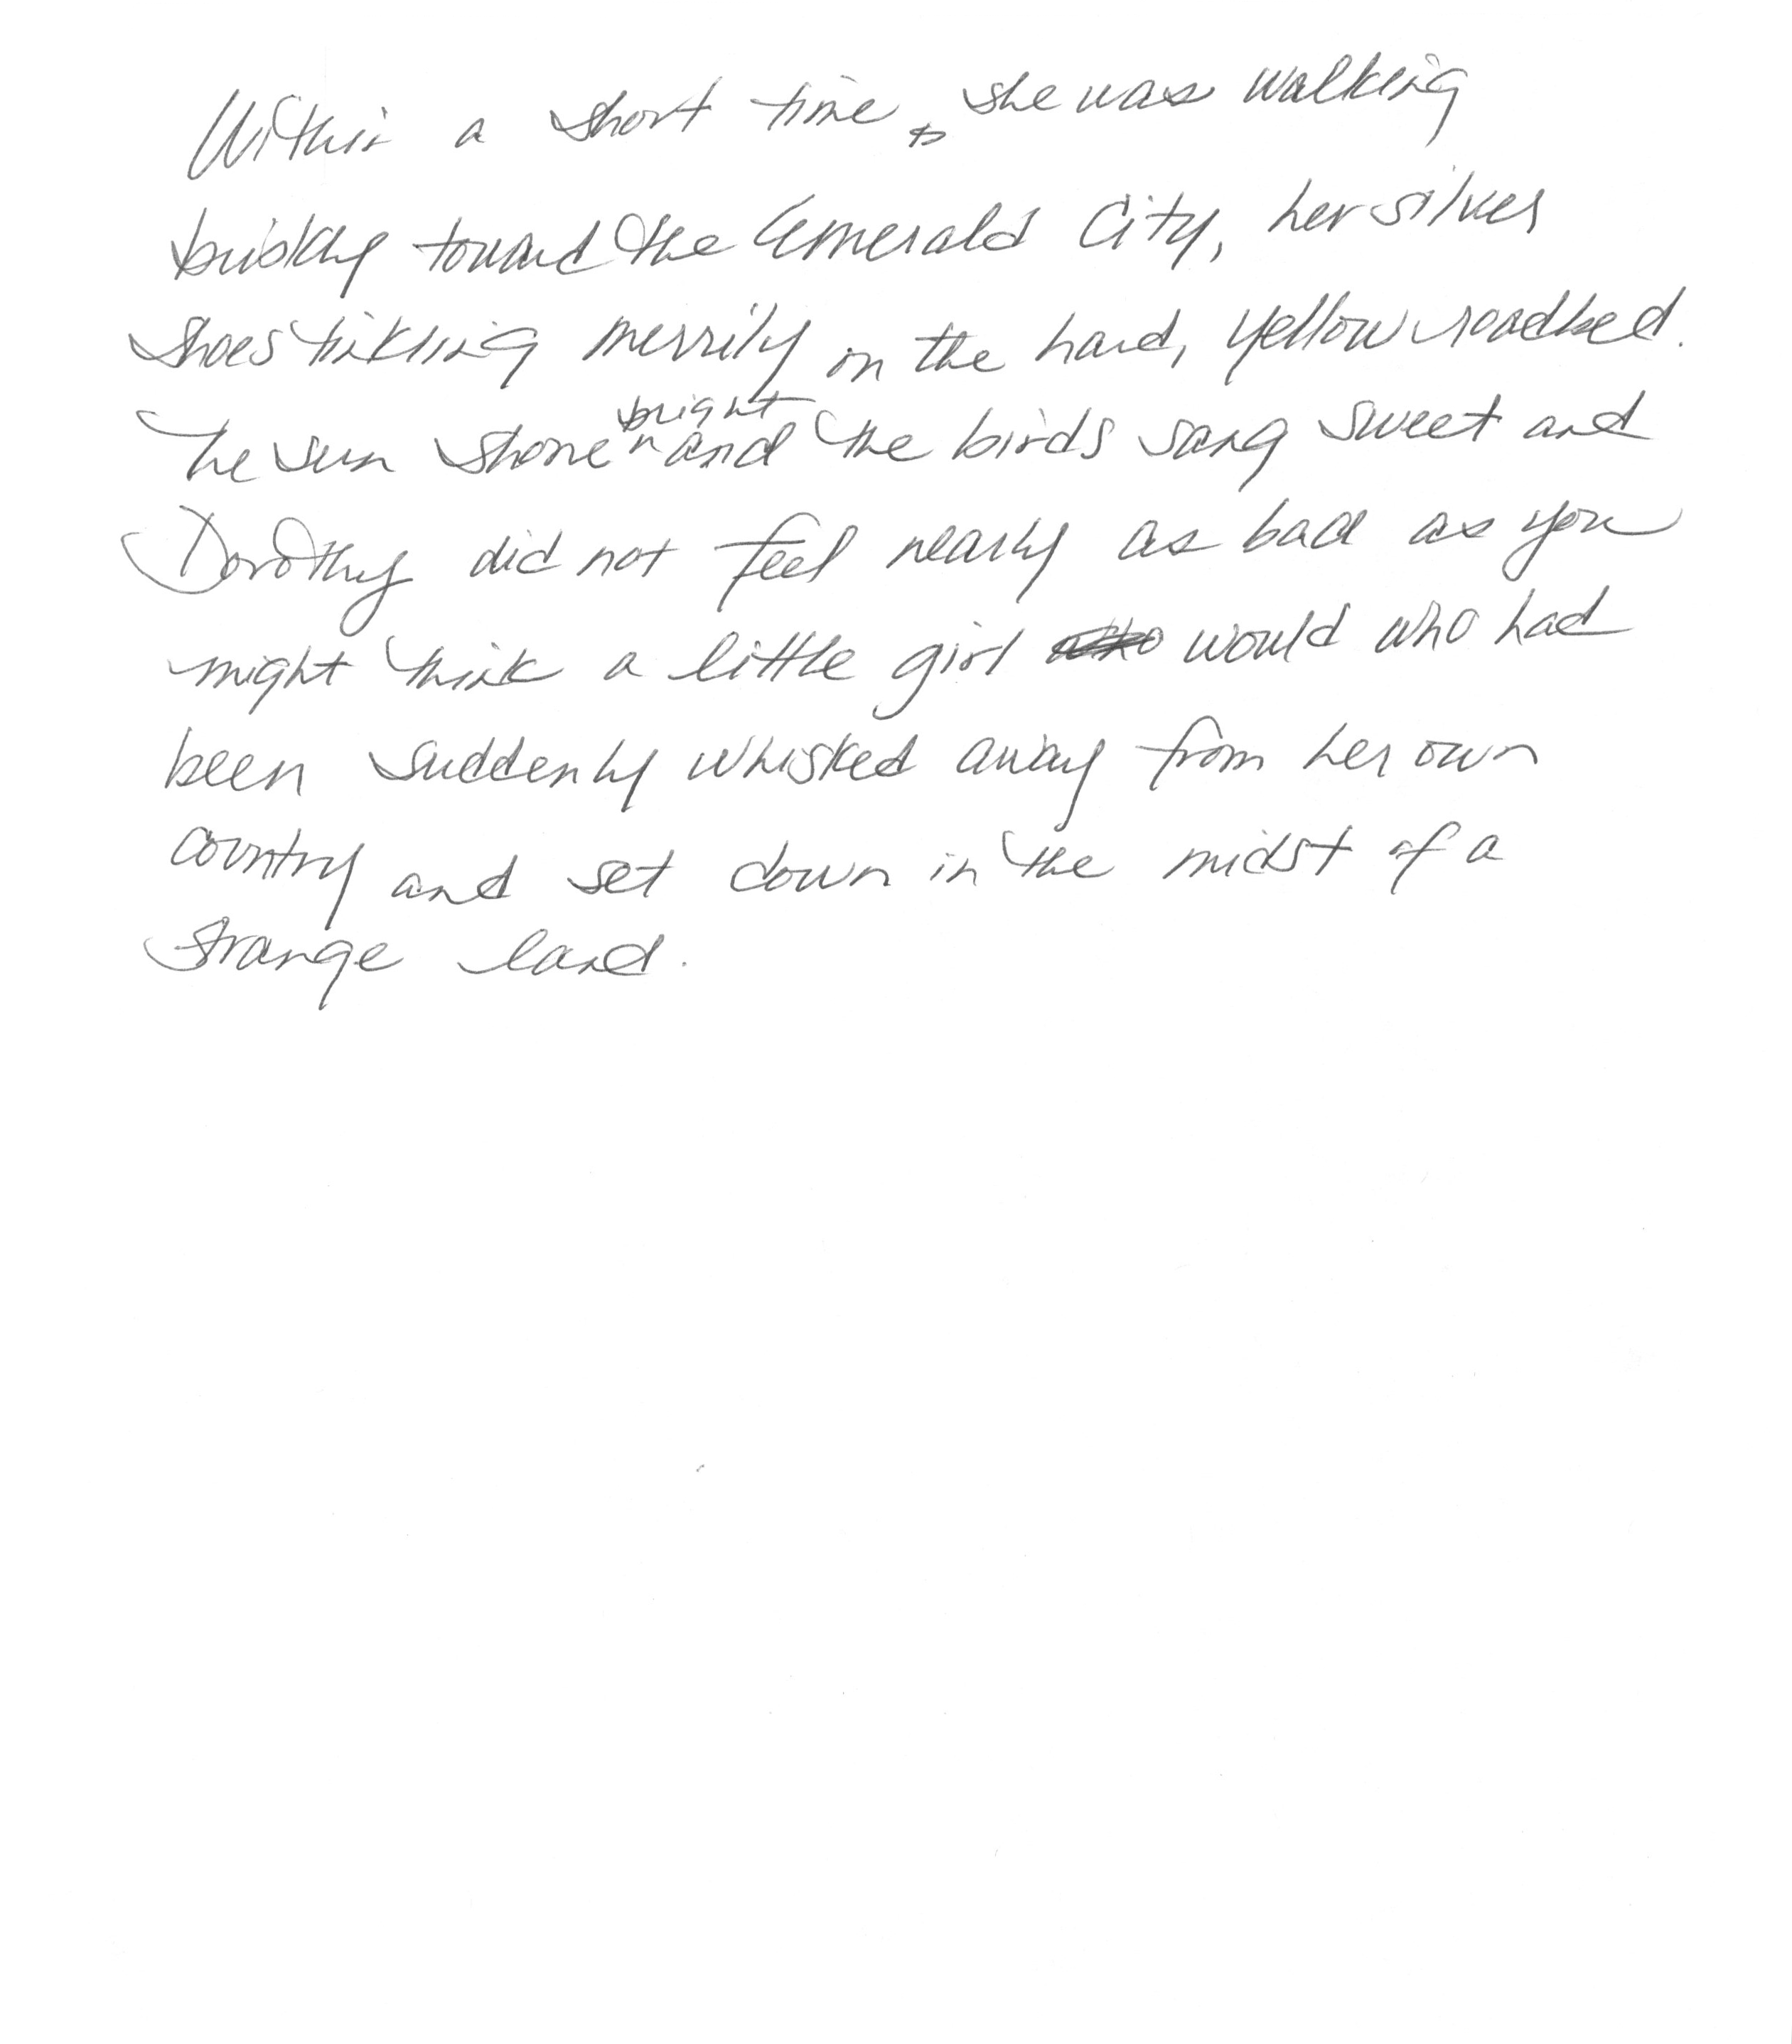 Within a short time, she was walking
briskly toward the Emerald City, her silver
shoes tinkling merrily on the hard, yellow roadbed.
The sun shone bright and the birds sang sweet and
Dorothy did not feel nearly as bad as you
might think a little girl would who had
been suddenly whisked away from her own
country and set down in the midst of a
strange land.